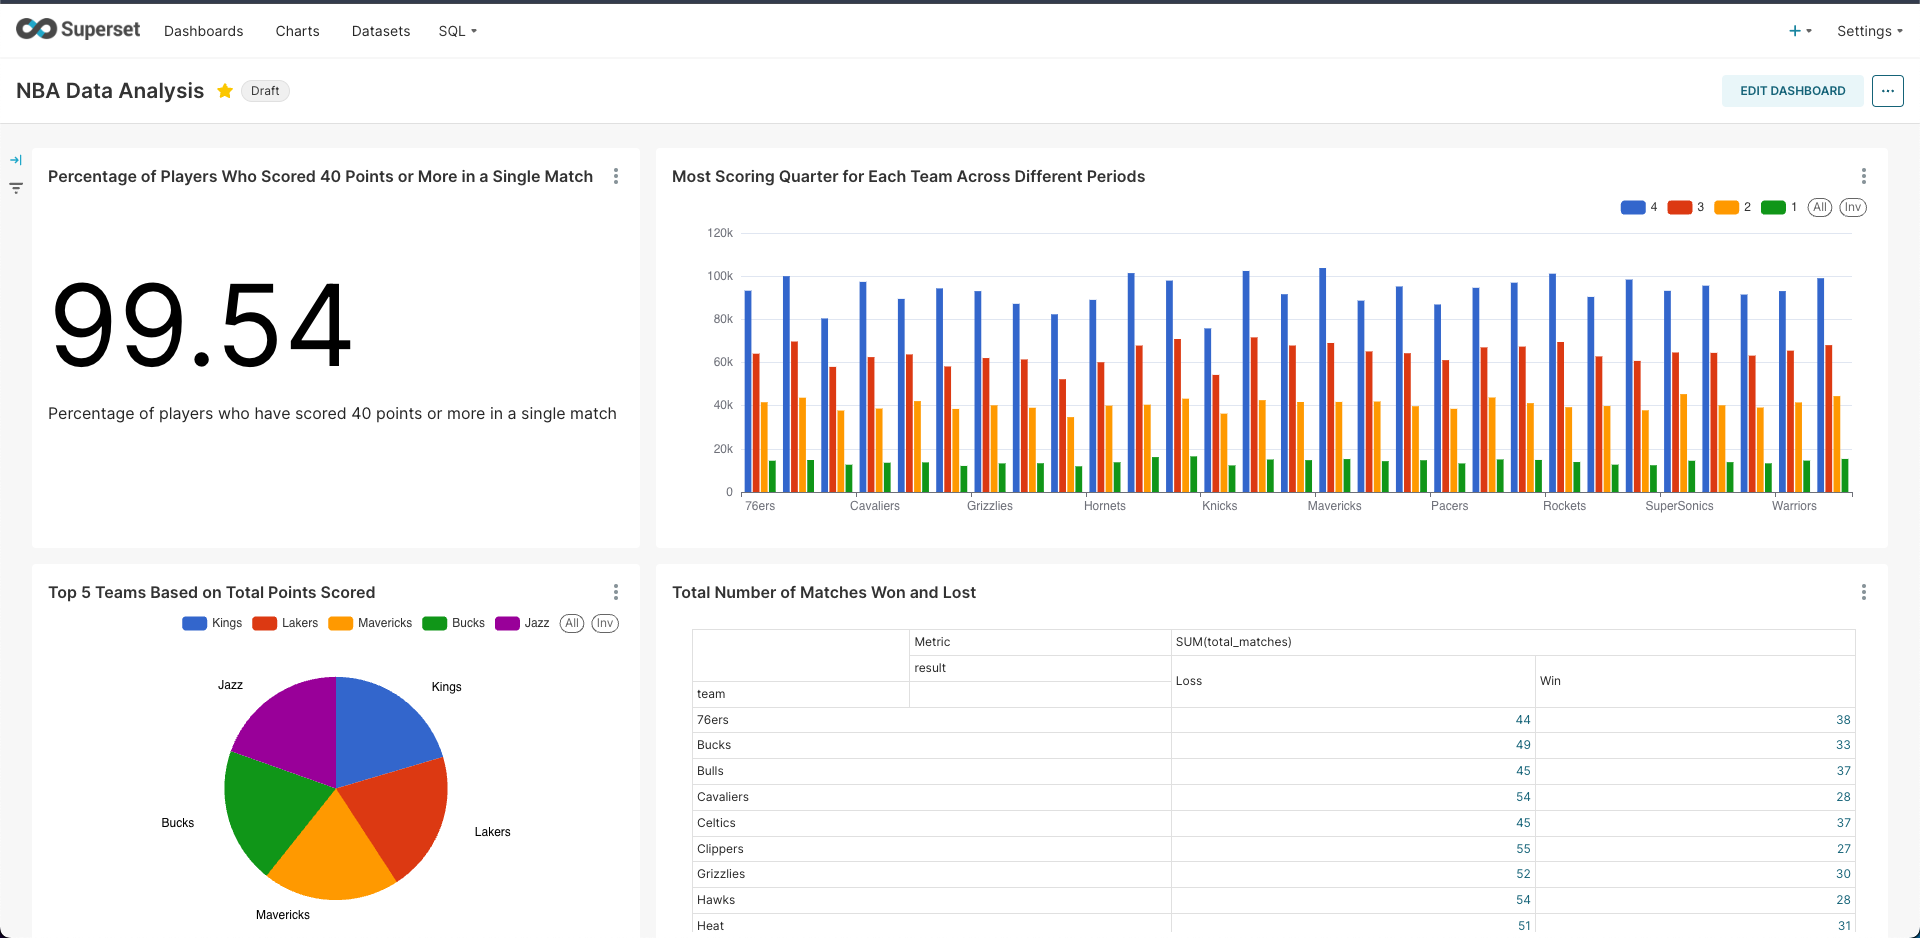 Superset Dashboards Charts Datasets SQL + Settings
NBA Data Analysis Draft EDIT DASHBOARD ...
Percentage of Players Who Scored 40 Points or More in a Single Match
99.54
Percentage of players who have scored 40 points or more in a single match
Most Scoring Quarter for Each Team Across Different Periods
4 3 2 1 All Inv
120k
100k
80k
60k
40k
20k
0
76ers Cavaliers Grizzlies Hornets Knicks Mavericks Pacers Rockets SuperSonics Warriors
Top 5 Teams Based on Total Points Scored
Kings Lakers Mavericks Bucks Jazz All Inv
Jazz Kings
Bucks Lakers
Mavericks
Total Number of Matches Won and Lost
Metric SUM(total_matches)
result
Loss Win
team
76ers 44 38
Bucks 49 33
Bulls 45 37
Cavaliers 54 28
Celtics 45 37
Clippers 55 27
Grizzlies 52 30
Hawks 54 28
Heat 51 31